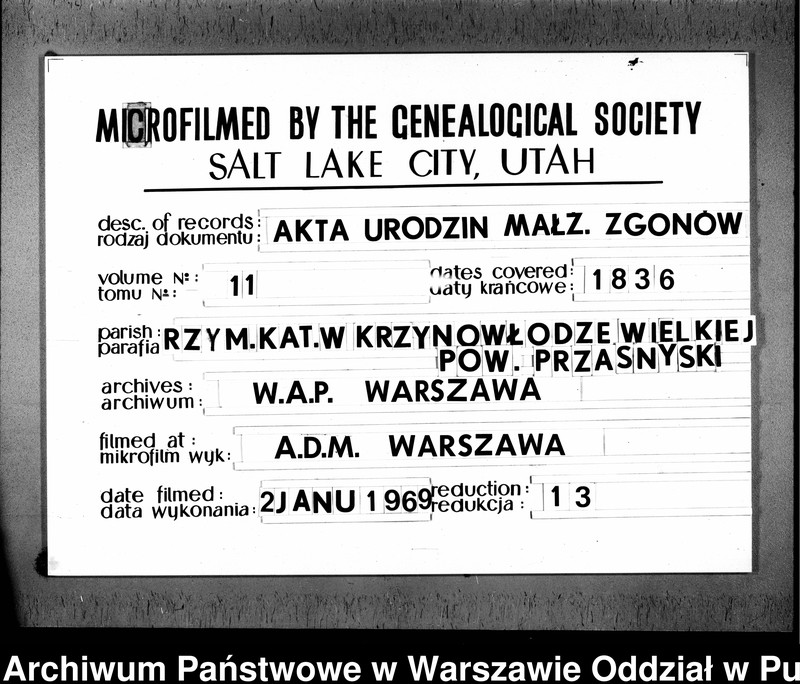 MICROFILMED BY THE GENEALOGICAL SOCIETY
SALT LAKE CITY, UTAH
desc. of records:
rodzaj dokumentu: AKTA URODZIN MAŁŻ. ZGONÓW
volume №: 11 dates covered: 1836
tomu №: daty krańcowe:
parish: RZYM.KAT.W KRZYNOWŁODZE WIELKIEJ
parafia POW. PRZASNYSKI
archives: W.A.P. WARSZAWA
archiwum:
filmed at: A.D.M. WARSZAWA
mikrofilm wyk:
date filmed: 2 JANU 1969 reduction: 13
data wykonania: redukcja:
Archiwum Państwowe w Warszawie Oddział w Pu